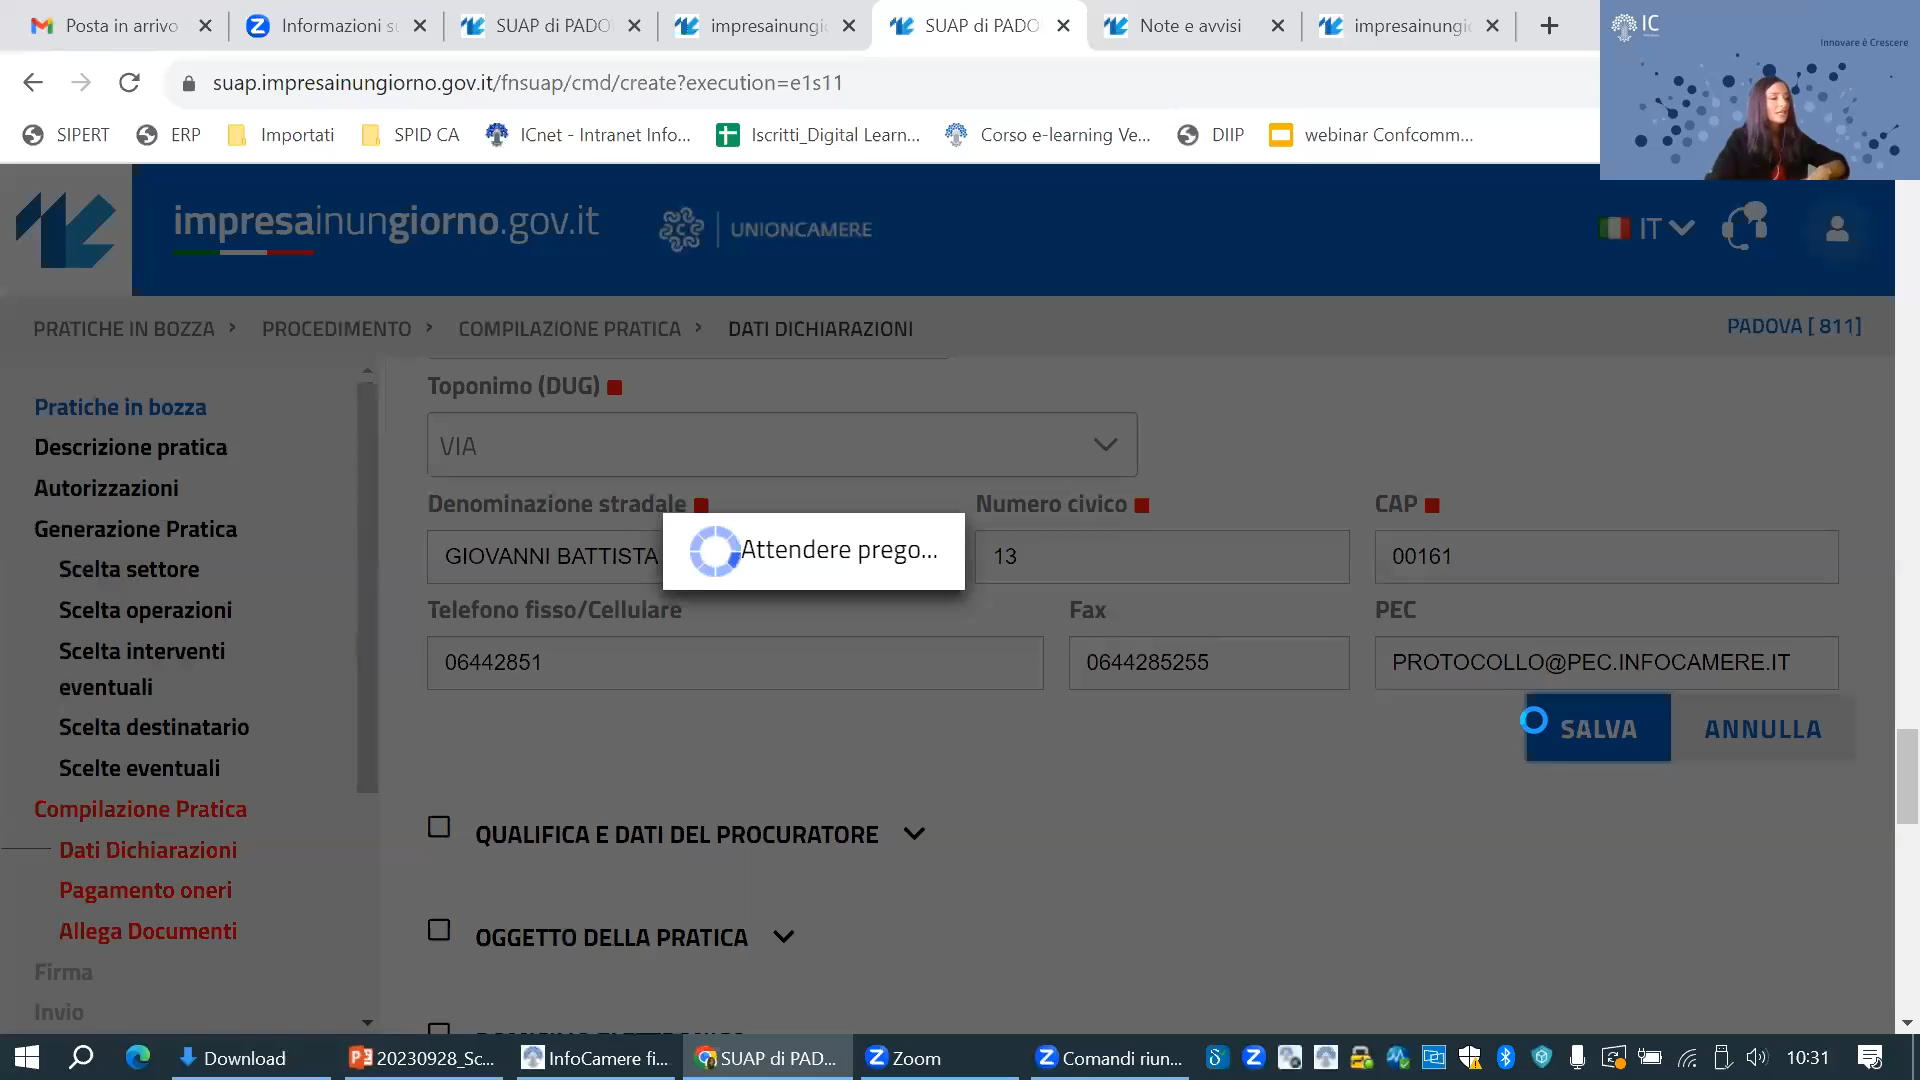 Posta in arrivo
Informazioni su
SUAP di PADO
impresainungio
SUAP di PADO
Note e avvisi
impresainungio
IC
Innovare è Crescere
suap.impresainungiorno.gov.it/fnsuap/cmd/create?execution=e1s11
SIPERT
ERP
Importati
SPID CA
ICnet - Intranet Info...
Iscritti_Digital Learn...
Corso e-learning Ve...
DIIP
webinar Confcomm...
impresainungiorno.gov.it
UNIONCAMERE
IT
PRATICHE IN BOZZA > PROCEDIMENTO > COMPILAZIONE PRATICA > DATI DICHIARAZIONI
PADOVA [ 811]
Pratiche in bozza
Descrizione pratica
Autorizzazioni
Generazione Pratica
Scelta settore
Scelta operazioni
Scelta interventi
eventuali
Scelta destinatario
Scelte eventuali
Compilazione Pratica
Dati Dichiarazioni
Pagamento oneri
Allega Documenti
Firma
Invio
Toponimo (DUG)
VIA
Denominazione stradale
Numero civico
CAP
GIOVANNI BATTISTA
13
00161
Attendere prego...
Telefono fisso/Cellulare
Fax
PEC
06442851
0644285255
PROTOCOLLO@PEC.INFOCAMERE.IT
SALVA
ANNULLA
QUALIFICA E DATI DEL PROCURATORE
OGGETTO DELLA PRATICA
Download
20230928_Sc...
InfoCamere fi...
SUAP di PAD...
Zoom
Comandi riun...
10:31